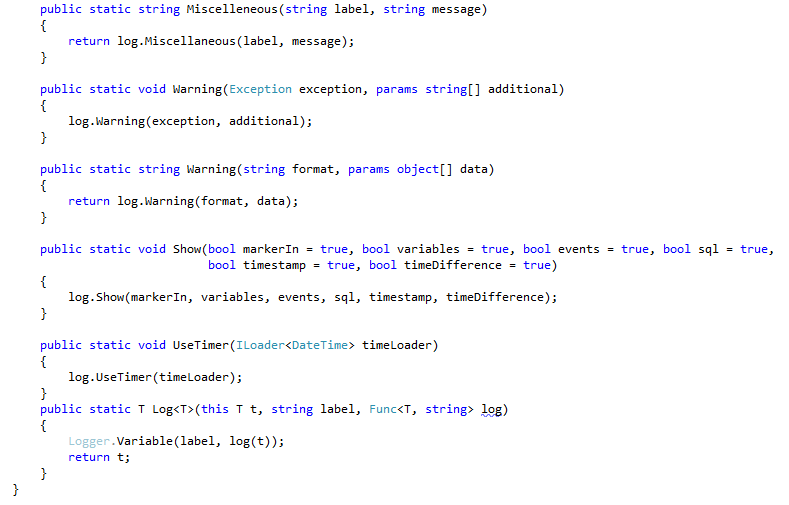 public static string Miscelleneous(string label, string message)
{
return log.Miscellaneous(label, message);
}
public static void Warning(Exception exception, params string[] additional)
{
log.Warning(exception, additional);
}
public static string Warning(string format, params object[] data)
{
return log.Warning(format, data);
}
public static void Show(bool markerIn = true, bool variables = true, bool events = true, bool sql = true,
bool timestamp = true, bool timeDifference = true)
{
log.Show(markerIn, variables, events, sql, timestamp, timeDifference);
}
public static void UseTimer(ILoader<DateTime> timeLoader)
{
log.UseTimer(timeLoader);
}
public static T Log<T>(this T t, string label, Func<T, string> log)
{
Logger.Variable(label, log(t));
return t;
}
}